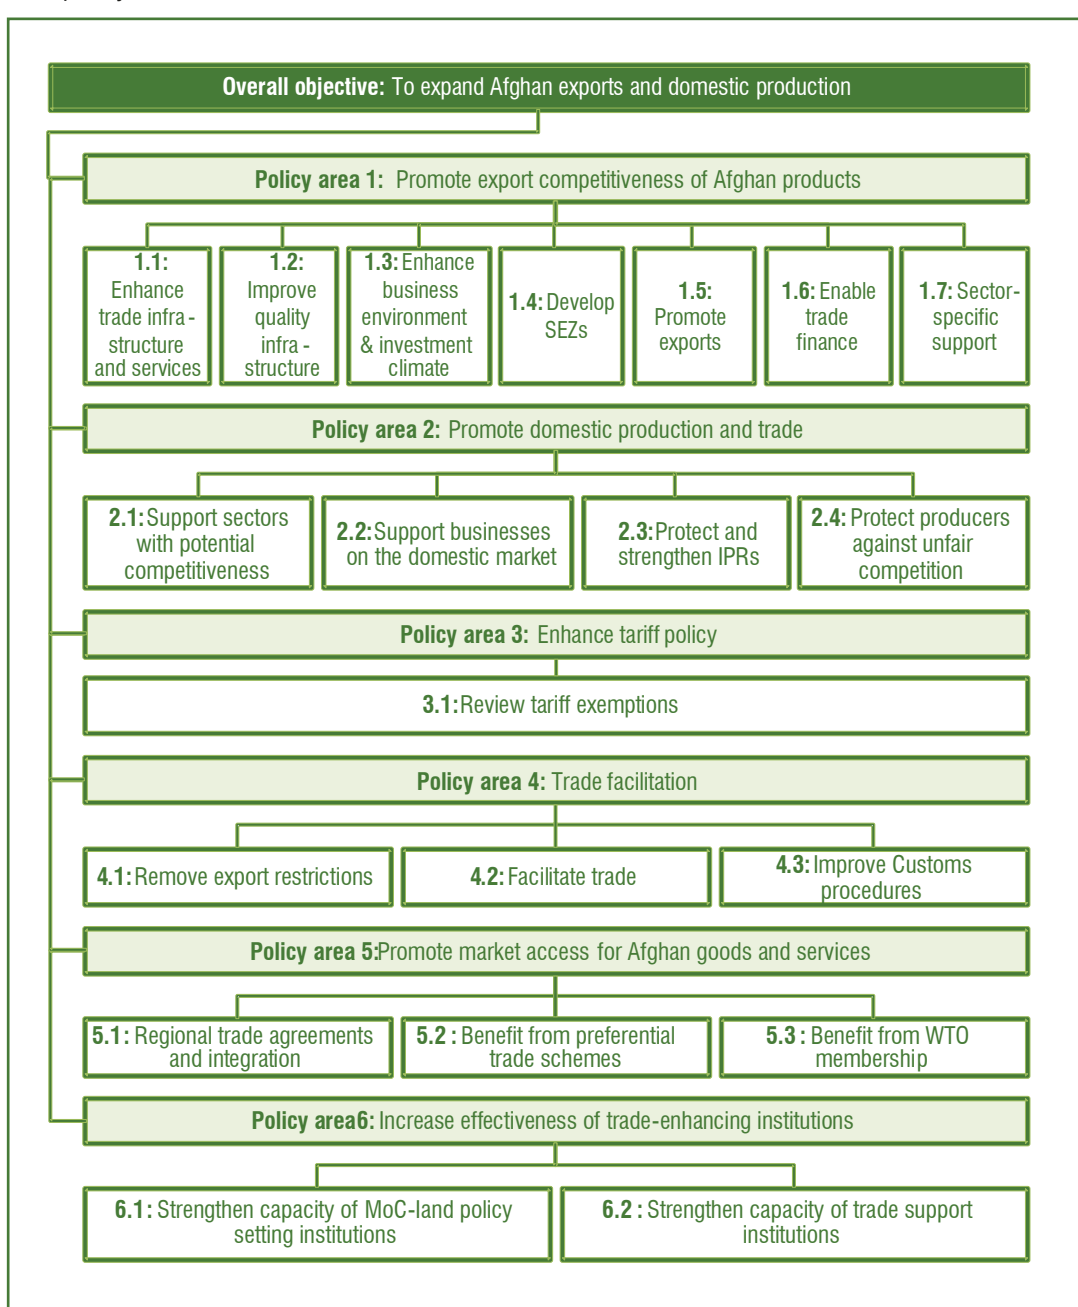 Overall objective: To expand Afghan exports and domestic production
Policy area 1: Promote export competitiveness of Afghan products
1.1:
Enhance
trade infra -
structure
and services
1.2:
Improve
quality
infra -
structure
1.3: Enhance
business
environment
& investment
climate
1.4: Develop
SEZs
1.5:
Promote
exports
1.6: Enable
trade
finance
1.7: Sector-
specific
support
Policy area 2: Promote domestic production and trade
2.1: Support sectors
with potential
competitiveness
2.2: Support businesses
on the domestic market
2.3: Protect and
strengthen IPRs
2.4: Protect producers
against unfair
competition
Policy area 3: Enhance tariff policy
3.1: Review tariff exemptions
Policy area 4: Trade facilitation
4.1: Remove export restrictions
4.2: Facilitate trade
4.3: Improve Customs
procedures
Policy area 5:Promote market access for Afghan goods and services
5.1: Regional trade agreements
and integration
5.2 : Benefit from preferential
trade schemes
5.3 : Benefit from WTO
membership
Policy area6: Increase effectiveness of trade-enhancing institutions
6.1 : Strengthen capacity of MoC-land policy
setting institutions
6.2 : Strengthen capacity of trade support
institutions